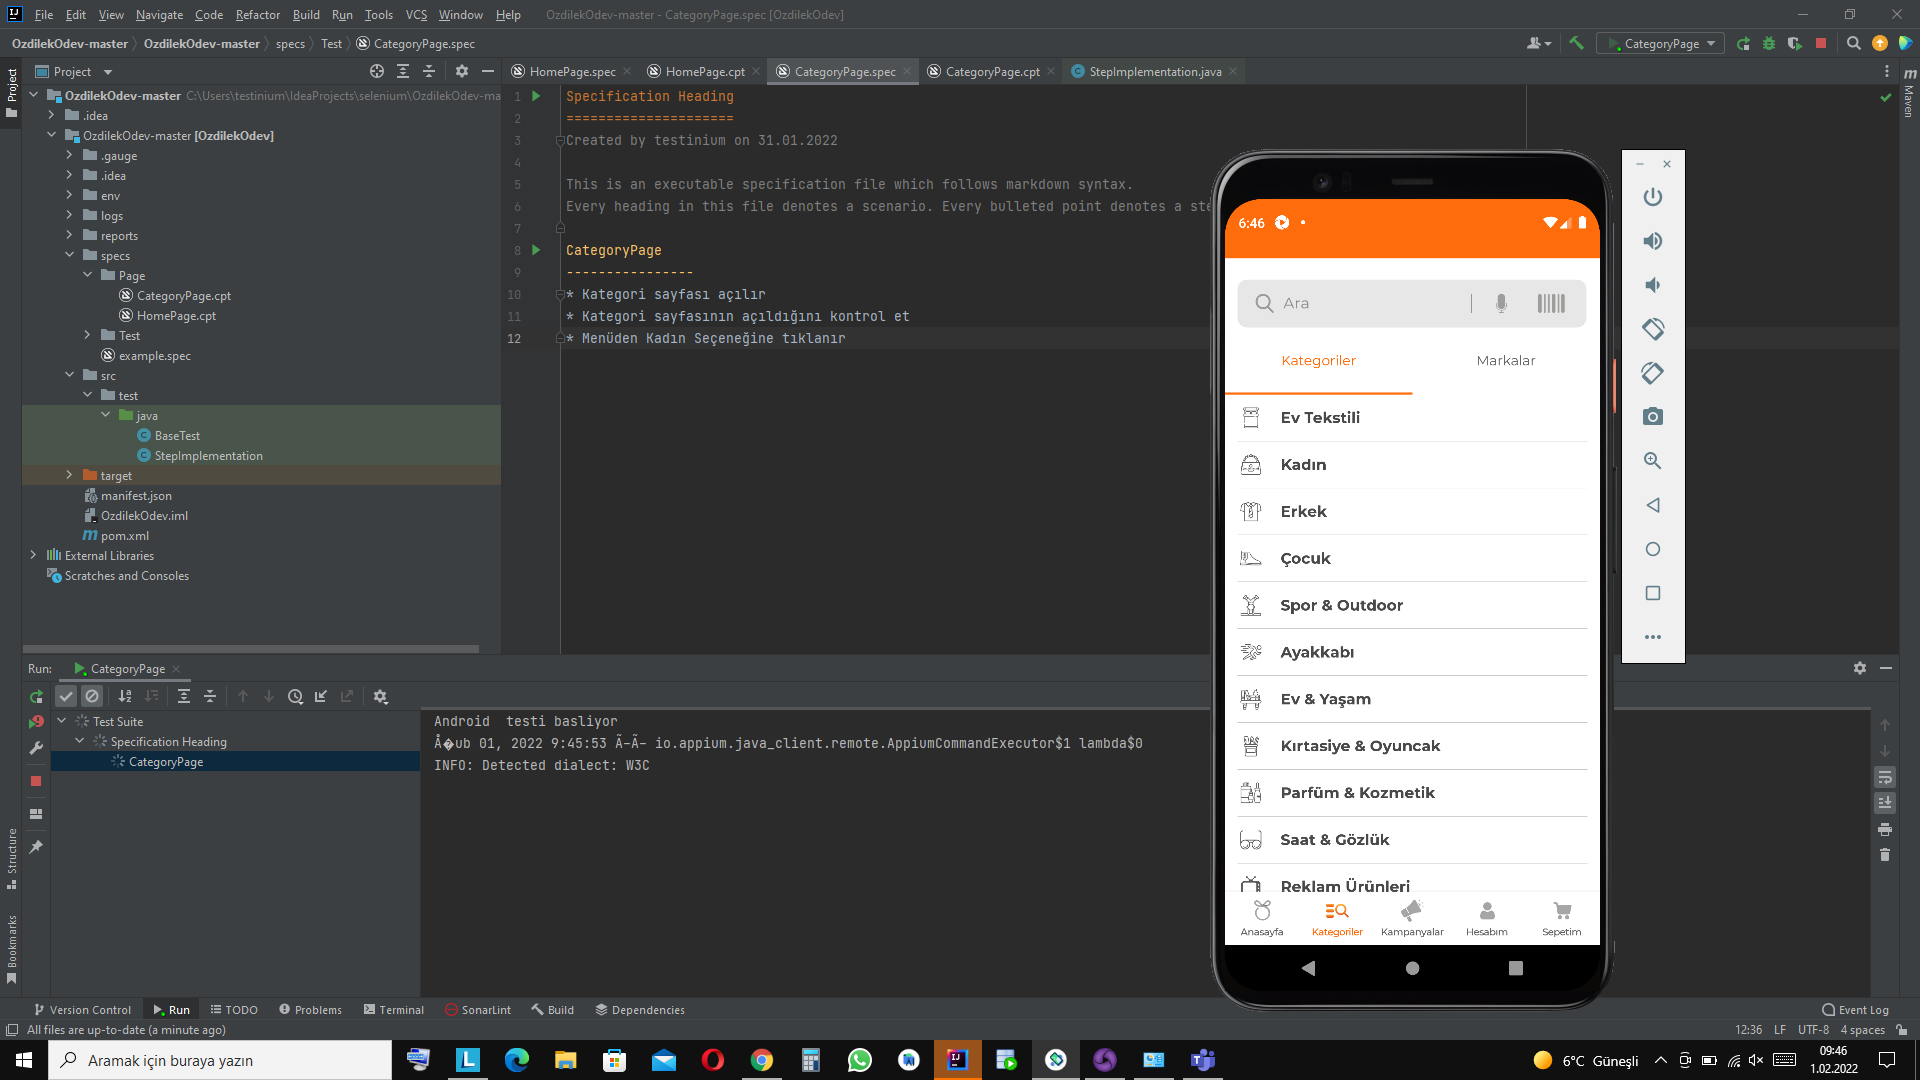 File Edit View Navigate Code Refactor Build Run Tools VCS Window Help OzdilekOdev-master - CategoryPage.spec [OzdilekOdev]
OzdilekOdev-master OzdilekOdev-master specs Test CategoryPage.spec
CategoryPage
Project
HomePage.spec HomePage.cpt CategoryPage.spec CategoryPage.cpt StepImplementation.java
Project
Maven
OzdilekOdev-master C:\Users\testinium\IdeaProjects\selenium\OzdilekOdev-ma
.idea
OzdilekOdev-master [OzdilekOdev]
.gauge
.idea
env
logs
reports
specs
Page
CategoryPage.cpt
HomePage.cpt
Test
example.spec
src
test
java
BaseTest
StepImplementation
target
manifest.json
OzdilekOdev.iml
pom.xml
External Libraries
Scratches and Consoles
1 Specification Heading
2 =====================
3 Created by testinium on 31.01.2022
4
5 This is an executable specification file which follows markdown syntax.
6 Every heading in this file denotes a scenario. Every bulleted point denotes a ste
7
8 CategoryPage
9 ----------------
10 * Kategori sayfası açılır
11 * Kategori sayfasının açıldığını kontrol et
12 * Menüden Kadın Seçeneğine tıklanır
6:46
Ara
Kategoriler Markalar
Ev Tekstili
Kadın
Erkek
Çocuk
Spor & Outdoor
Ayakkabı
Ev & Yaşam
Kırtasiye & Oyuncak
Parfüm & Kozmetik
Saat & Gözlük
Reklam Ürünleri
Anasayfa Kategoriler Kampanyalar Hesabım Sepetim
Run: CategoryPage
Test Suite
Specification Heading
CategoryPage
Android  testi basliyor
Å�ub 01, 2022 9:45:53 Ã-Ã- io.appium.java_client.remote.AppiumCommandExecutor$1 lambda$0
INFO: Detected dialect: W3C
Structure
Bookmarks
Version Control Run TODO Problems Terminal SonarLint Build Dependencies Event Log
All files are up-to-date (a minute ago) 12:36 LF UTF-8 4 spaces
Aramak için buraya yazın
6°C Güneşli
09:46
1.02.2022